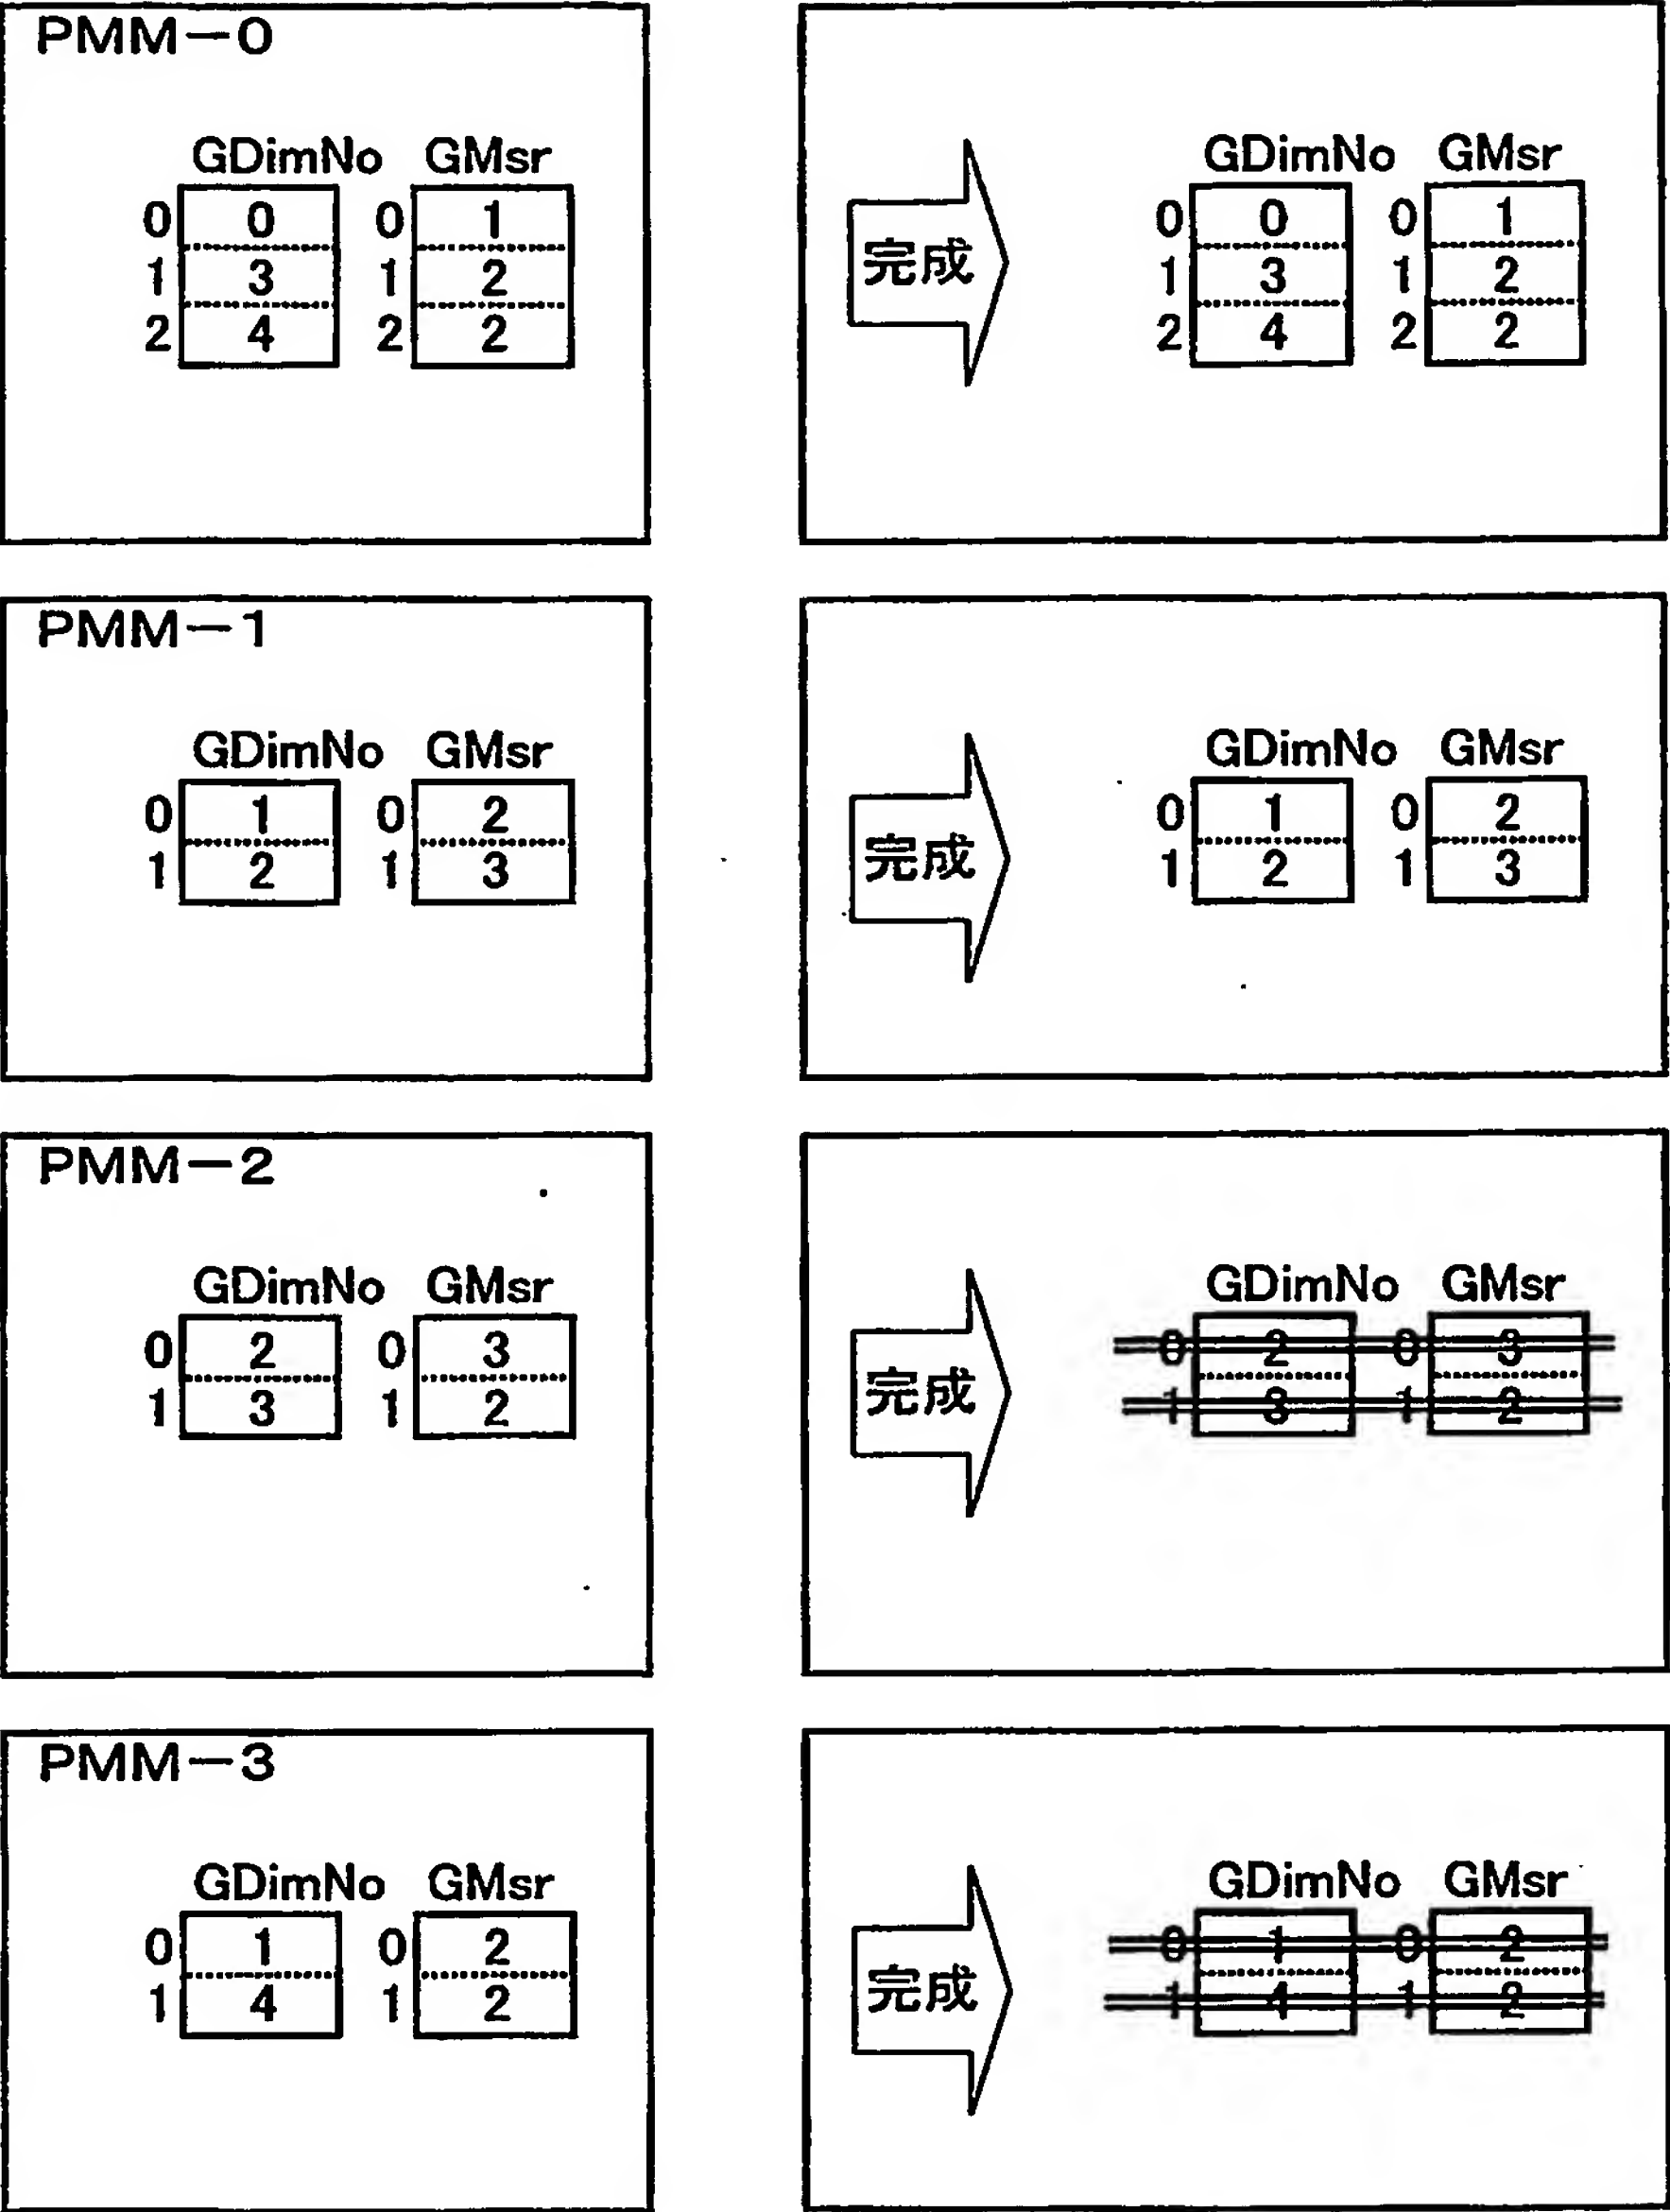 PMM－0
GDimNo GMsr
0 0 0 1
1 3 1 2
2 4 2 2
完成
GDimNo GMsr
0 0 0 1
1 3 1 2
2 4 2 2
PMM－1
GDimNo GMsr
0 1 0 2
1 2 1 3
完成
GDimNo GMsr
0 1 0 2
1 2 1 3
PMM－2
GDimNo GMsr
0 2 0 3
1 3 1 2
完成
GDimNo GMsr
0 2 0 3
1 3 1 2
PMM－3
GDimNo GMsr
0 1 0 2
1 4 1 2
完成
GDimNo GMsr
0 1 0 2
1 4 1 2